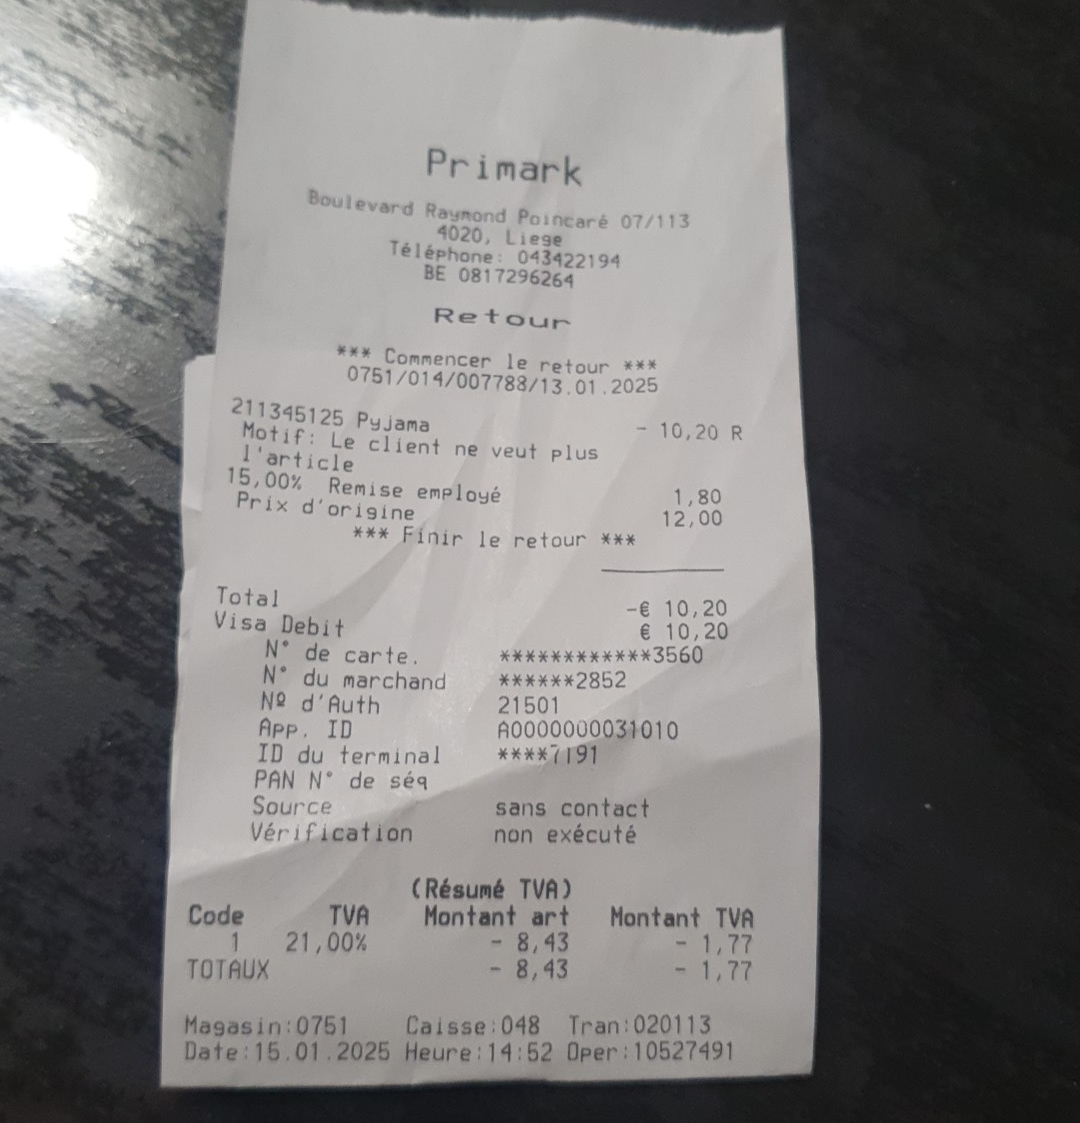 Primark
Boulevard Raymond Poincaré 07/113
4020, Liege
Téléphone: 043422194
BE 0817296264
Retour
*** Commencer le retour ***
0751/014/007788/13.01.2025
211345125 Pyjama - 10,20 R
Motif: Le client ne veut plus
l'article
15,00% Remise employé 1,80
Prix d'origine 12,00
*** Finir le retour ***
Total -€ 10,20
Visa Debit € 10,20
N° de carte. ************3560
N° du marchand ******2852
Nº d'Auth 21501
App. ID A0000000031010
ID du terminal ****7191
PAN N° de séq
Source sans contact
Vérification non exécuté
(Résumé TVA)
Code TVA Montant art Montant TVA
1 21,00% - 8,43 - 1,77
TOTAUX - 8,43 - 1,77
Magasin:0751 Caisse:048 Tran:020113
Date:15.01.2025 Heure:14:52 Oper:10527491